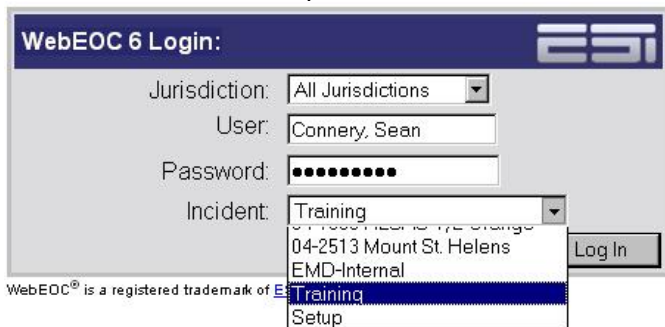 WebEOC 6 Login:
ESi
Jurisdiction: All Jurisdictions
User: Connery, Sean
Password: •••••••••
Incident: Training
04-2513 Mount St. Helens
EMD-Internal
Log In
WebEOC® is a registered trademark of
Training
Setup